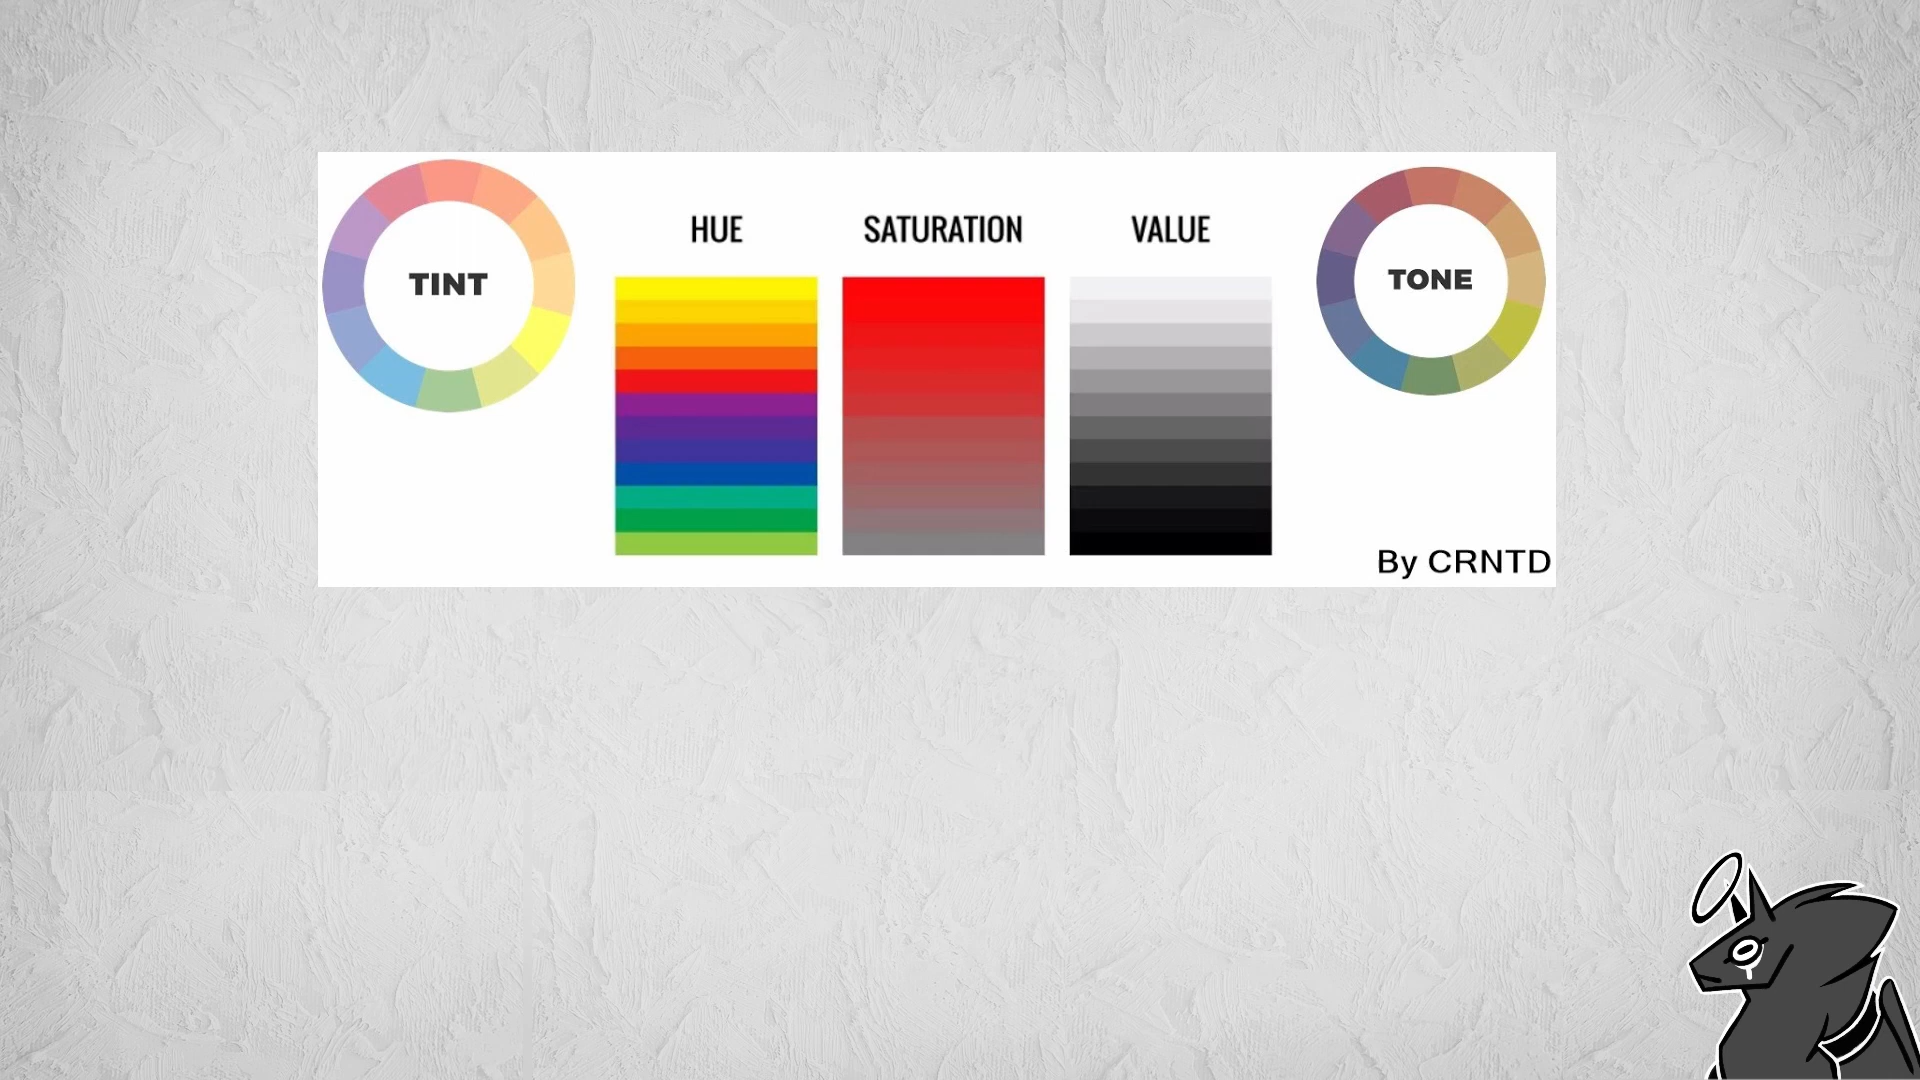 TINT
HUE
SATURATION
VALUE
TONE
By CRNTD